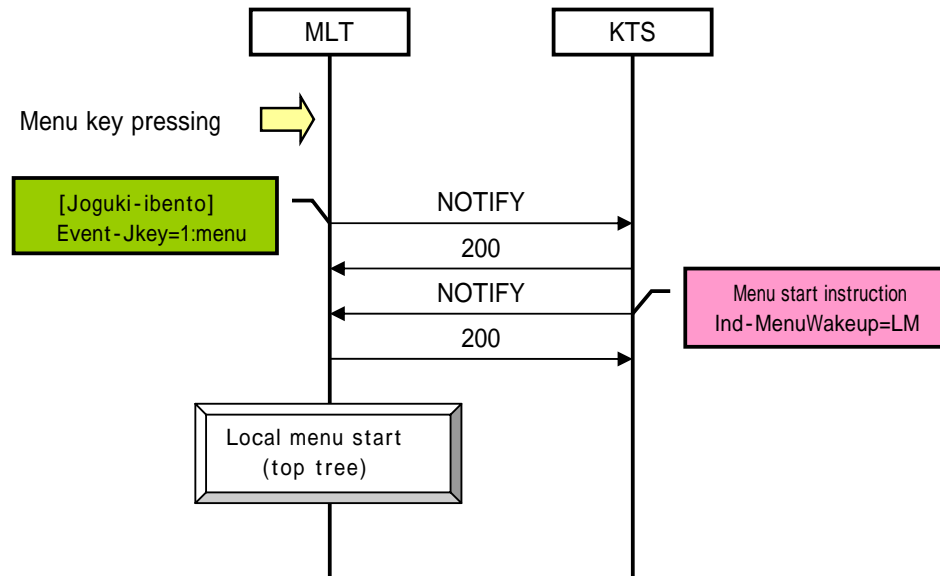 MLT
KTS
Menu key pressing
[Joguki-ibento]
Event-Jkey=1:menu
NOTIFY
200
NOTIFY
Menu start instruction
Ind-MenuWakeup=LM
200
Local menu start
(top tree)